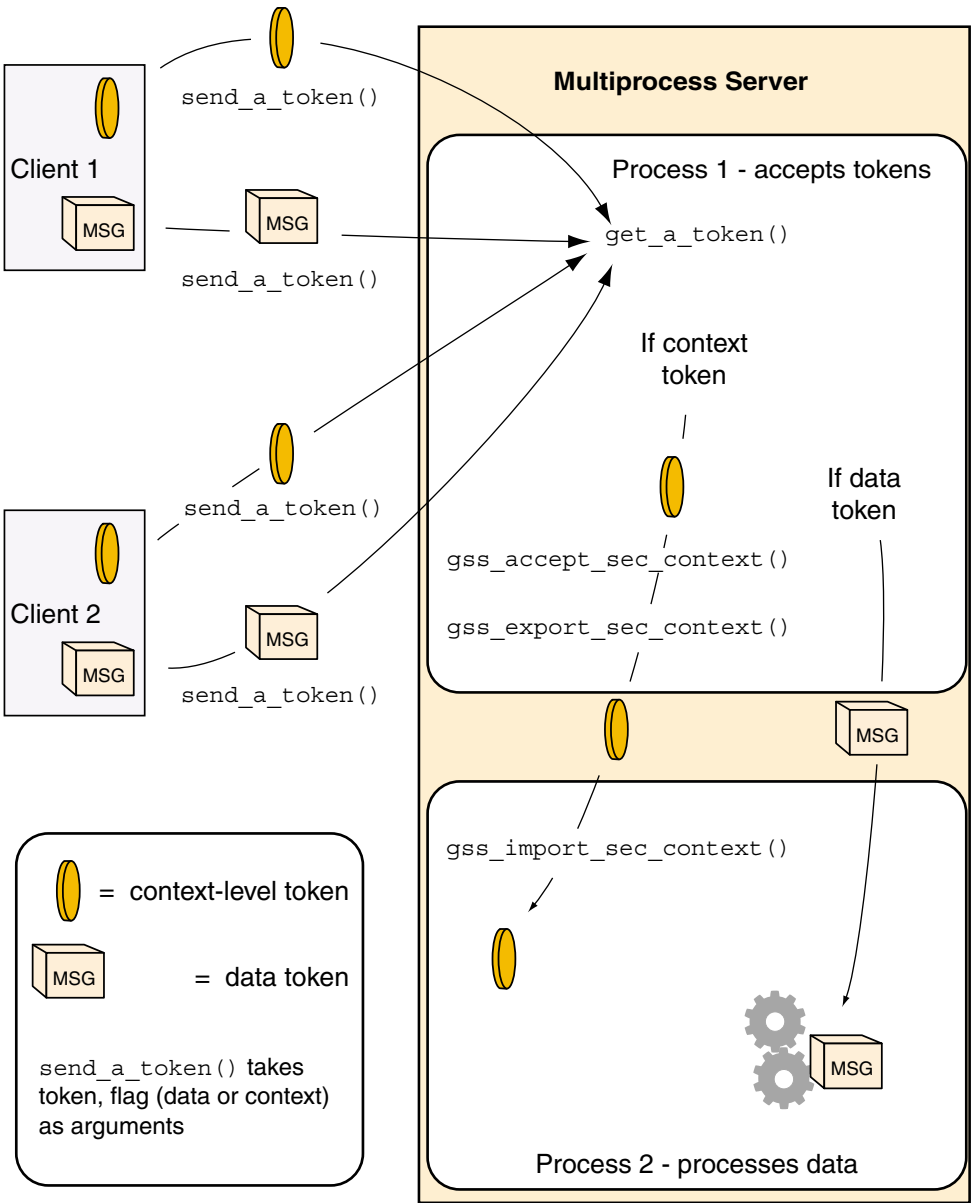 send_a_token()
Client 1
MSG
MSG
send_a_token()
send_a_token()
Client 2
MSG
MSG
send_a_token()
Multiprocess Server
Process 1 - accepts tokens
get_a_token()
If context
token
If data
token
gss_accept_sec_context()
gss_export_sec_context()
MSG
gss_import_sec_context()
MSG
Process 2 - processes data
= context-level token
MSG
= data token
send_a_token() takes
token, flag (data or context)
as arguments